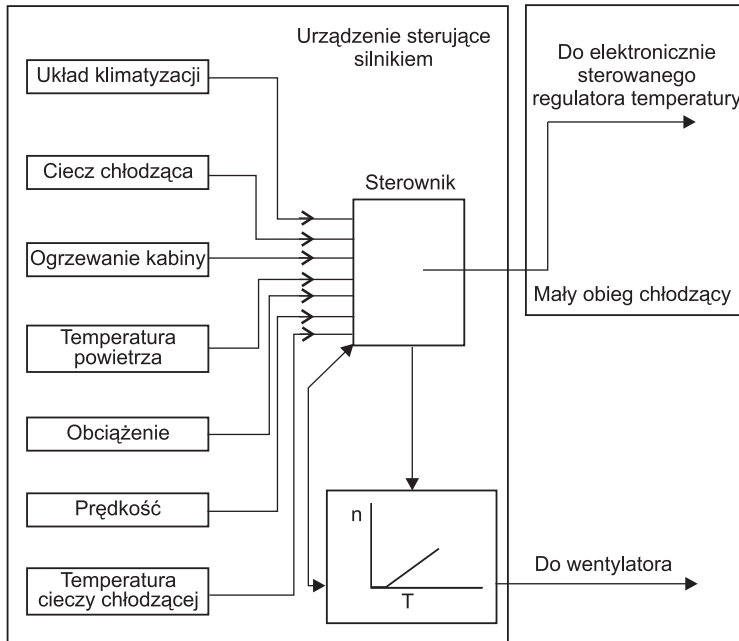 Urządzenie sterujące
silnikiem
Układ klimatyzacji
Ciecz chłodząca
Ogrzewanie kabiny
Temperatura
powietrza
Obciążenie
Prędkość
Temperatura
cieczy chłodzącej
Sterownik
n
T
Do elektronicznie
sterowanego
regulatora temperatury
Mały obieg chłodzący
Do wentylatora